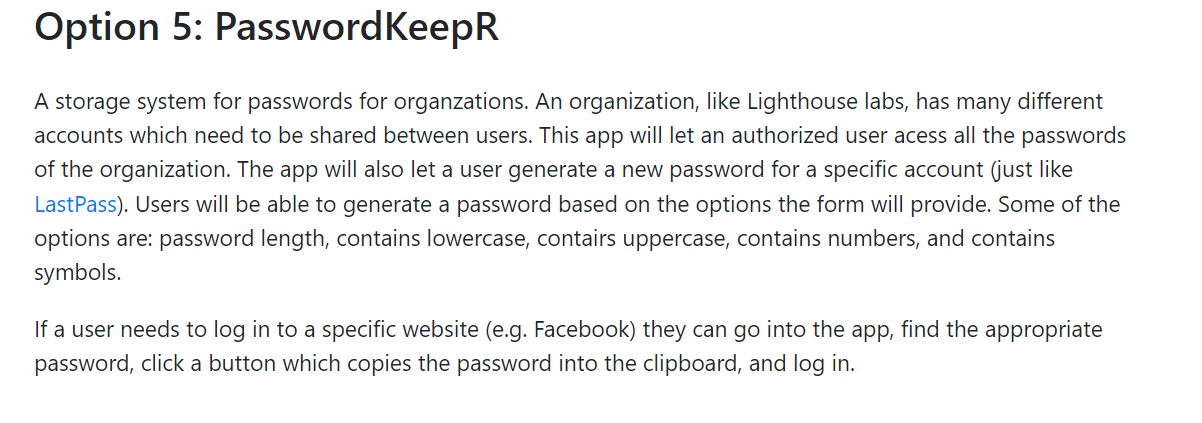 Option 5: PasswordKeepR
A storage system for passwords for organzations. An organization, like Lighthouse labs, has many different
accounts which need to be shared between users. This app will let an authorized user acess all the passwords
of the organization. The app will also let a user generate a new password for a specific account (just like
LastPass). Users will be able to generate a password based on the options the form will provide. Some of the
options are: password length, contains lowercase, contairs uppercase, contains numbers, and contains
symbols.
If a user needs to log in to a specific website (e.g. Facebook) they can go into the app, find the appropriate
password, click a button which copies the password into the clipboard, and log in.